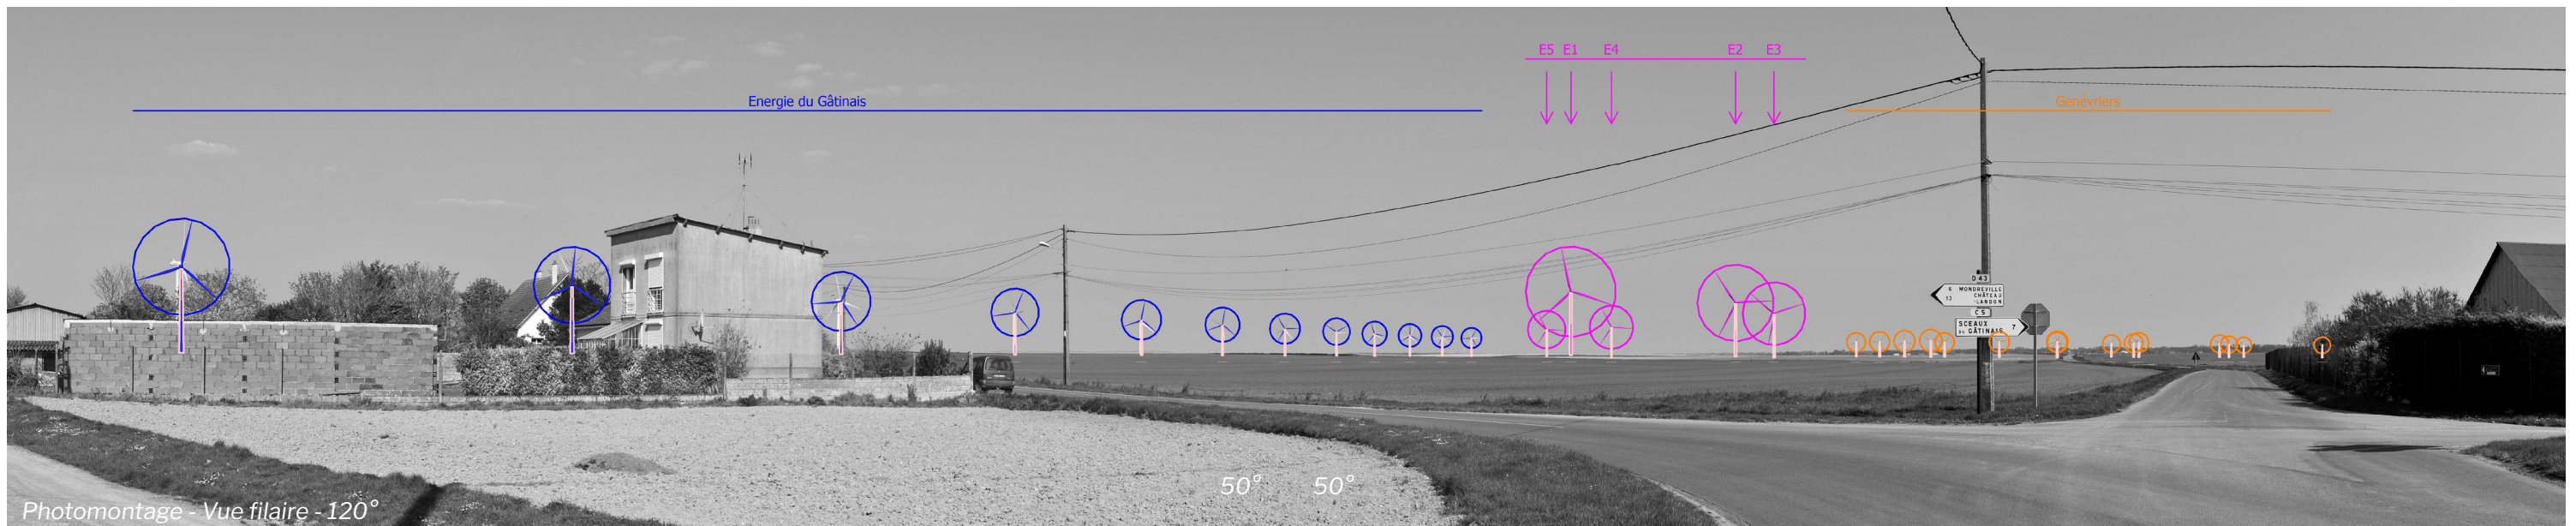 E5 E1 E4 E2 E3
Energie du Gâtinais
Genévriers
D 43
6 MONDREVILLE
13 CHÂTEAU
-LANDON
C 5
SCEAUX
DU GÂTINAIS 7
50° 50°
Photomontage - Vue filaire - 120°